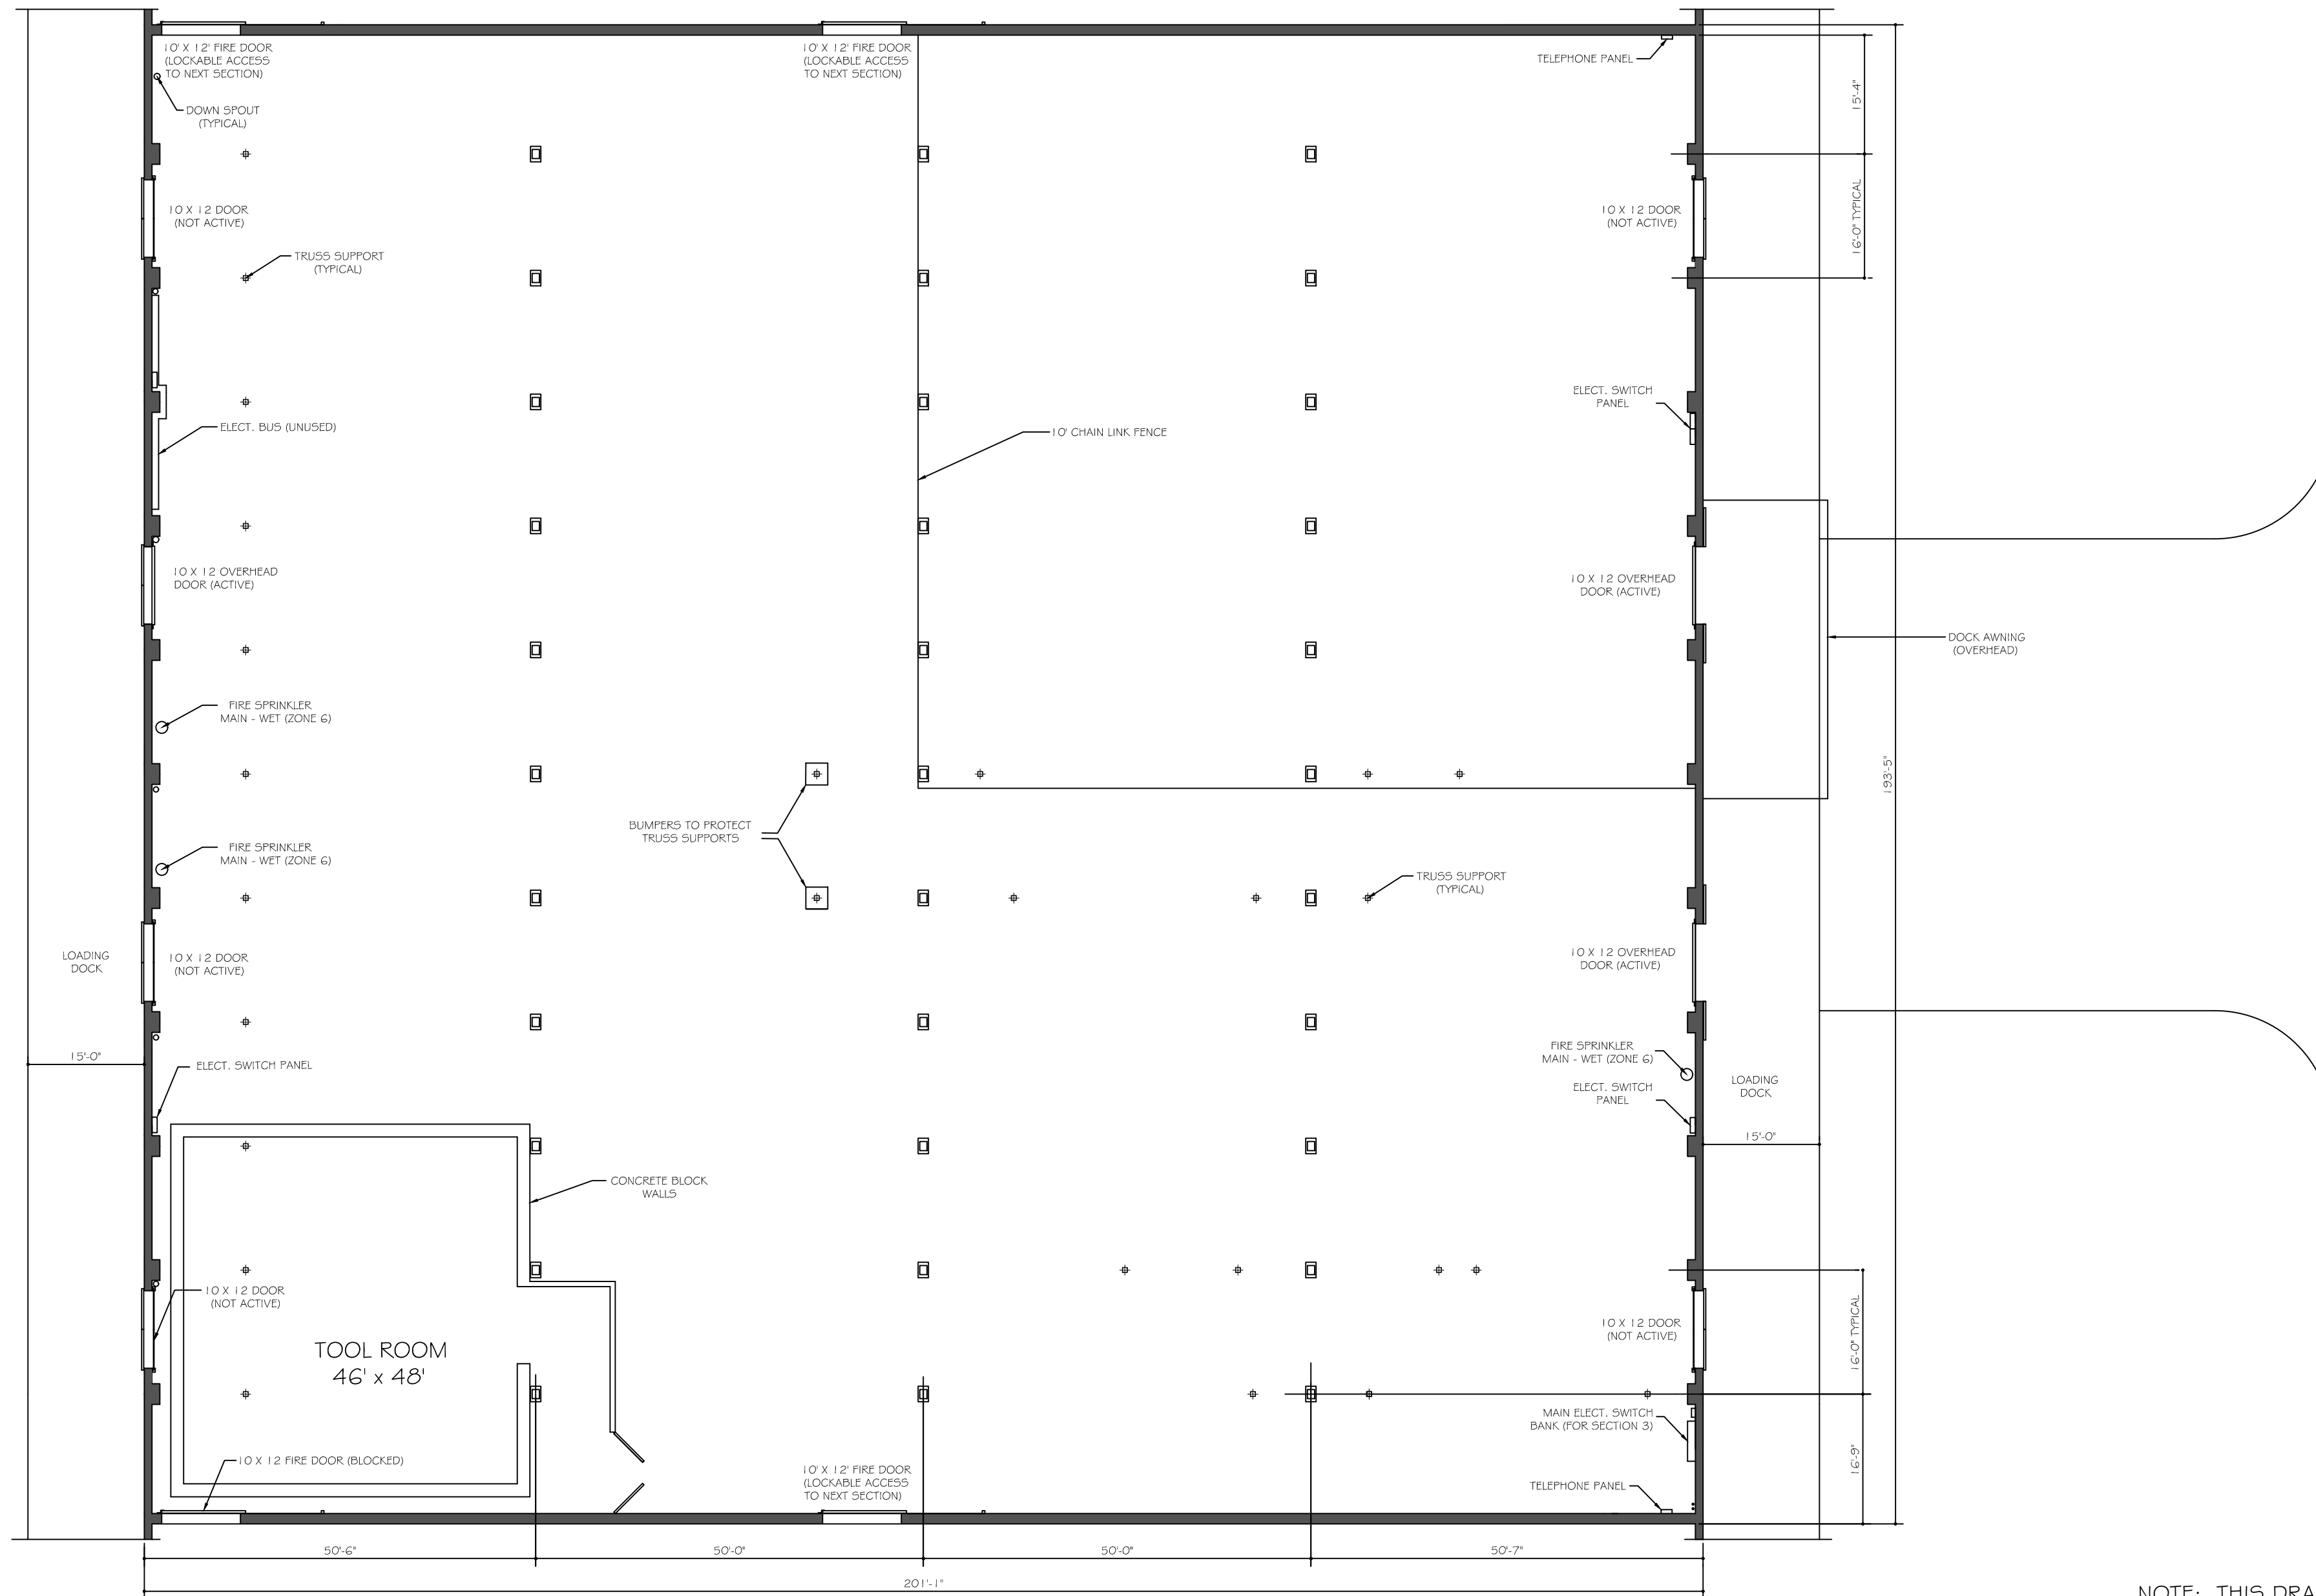 10' X 12' FIRE DOOR
(LOCKABLE ACCESS
TO NEXT SECTION)
10' X 12' FIRE DOOR
(LOCKABLE ACCESS
TO NEXT SECTION)
TELEPHONE PANEL
DOWN SPOUT
(TYPICAL)
15'-4"
10 X 12 DOOR
(NOT ACTIVE)
10 X 12 DOOR
(NOT ACTIVE)
16'-0" TYPICAL
TRUSS SUPPORT
(TYPICAL)
ELECT. SWITCH
PANEL
ELECT. BUS (UNUSED)
10' CHAIN LINK FENCE
10 X 12 OVERHEAD
DOOR (ACTIVE)
10 X 12 OVERHEAD
DOOR (ACTIVE)
DOCK AWNING
(OVERHEAD)
FIRE SPRINKLER
MAIN - WET (ZONE 6)
193'-5"
BUMPERS TO PROTECT
TRUSS SUPPORTS
FIRE SPRINKLER
MAIN - WET (ZONE 6)
TRUSS SUPPORT
(TYPICAL)
LOADING
DOCK
10 X 12 DOOR
(NOT ACTIVE)
10 X 12 OVERHEAD
DOOR (ACTIVE)
15'-0"
ELECT. SWITCH PANEL
FIRE SPRINKLER
MAIN - WET (ZONE 6)
ELECT. SWITCH
PANEL
LOADING
DOCK
15'-0"
CONCRETE BLOCK
WALLS
10 X 12 DOOR
(NOT ACTIVE)
10 X 12 DOOR
(NOT ACTIVE)
16'-0" TYPICAL
TOOL ROOM
46' x 48'
MAIN ELECT. SWITCH
BANK (FOR SECTION 3)
10 X 12 FIRE DOOR (BLOCKED)
10' X 12' FIRE DOOR
(LOCKABLE ACCESS
TO NEXT SECTION)
TELEPHONE PANEL
16'-9"
50'-6"
50'-0"
50'-0"
50'-7"
201'-1"
NOTE: THIS DRA